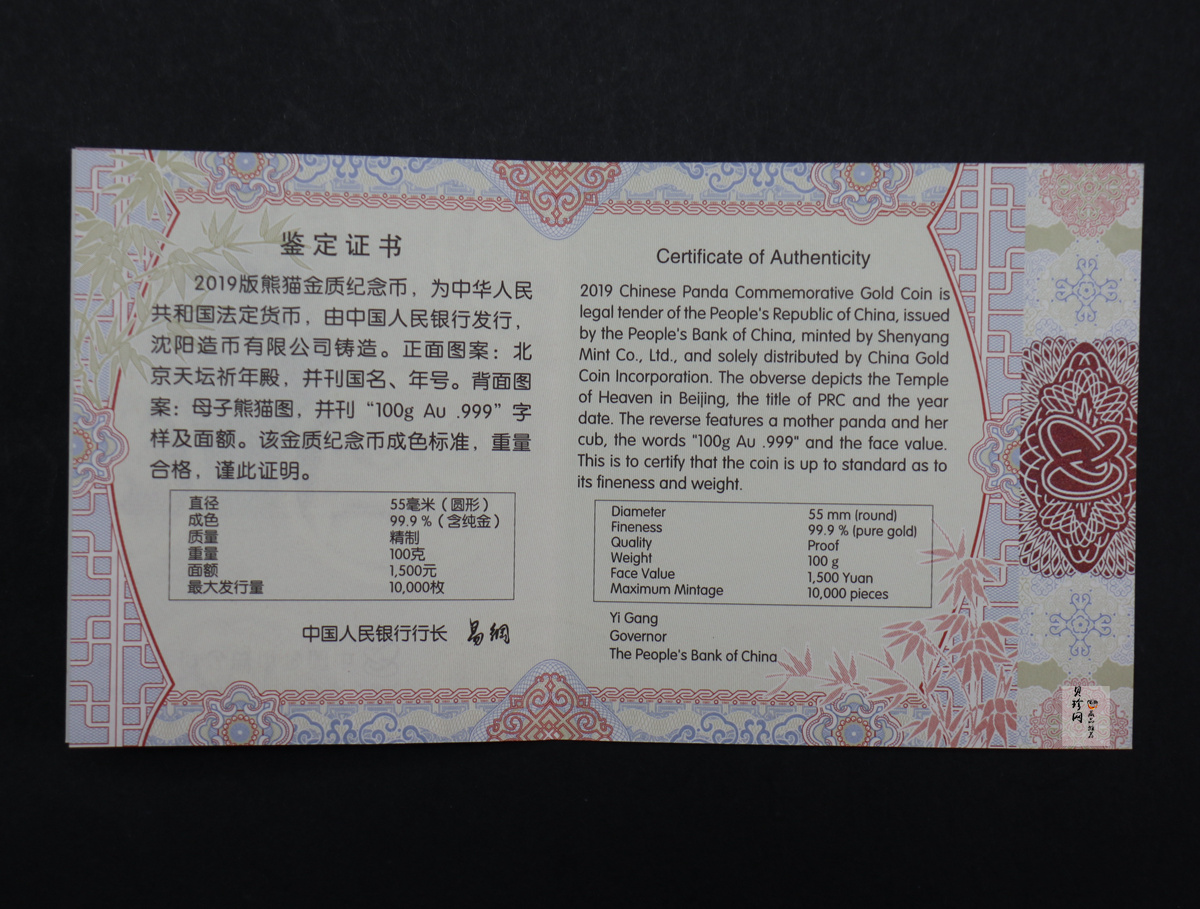 鉴定证书
2019版熊猫金质纪念币，为中华人民
共和国法定货币，由中国人民银行发行，
沈阳造币有限公司铸造。正面图案：北
京天坛祈年殿，并刊国名、年号。背面图
案：母子熊猫图，并刊“100g Au .999”字
样及面额。该金质纪念币成色标准，重量
合格，谨此证明。
直径 55毫米（圆形）
成色 99.9 %（含纯金）
质量 精制
重量 100克
面额 1,500元
最大发行量 10,000枚
中国人民银行行长 易纲
Certificate of Authenticity
2019 Chinese Panda Commemorative Gold Coin is
legal tender of the People's Republic of China, issued
by the People's Bank of China, minted by Shenyang
Mint Co., Ltd., and solely distributed by China Gold
Coin Incorporation. The obverse depicts the Temple
of Heaven in Beijing, the title of PRC and the year
date. The reverse features a mother panda and her
cub, the words "100g Au .999" and the face value.
This is to certify that the coin is up to standard as to
its fineness and weight.
Diameter 55 mm (round)
Fineness 99.9 % (pure gold)
Quality Proof
Weight 100 g
Face Value 1,500 Yuan
Maximum Mintage 10,000 pieces
Yi Gang
Governor
The People's Bank of China
贝珍网